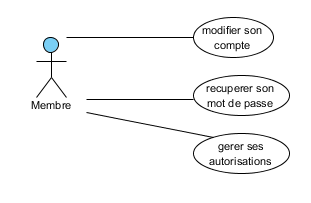 modifier son
compte
recuperer son
mot de passe
Membre
gerer ses
autorisations